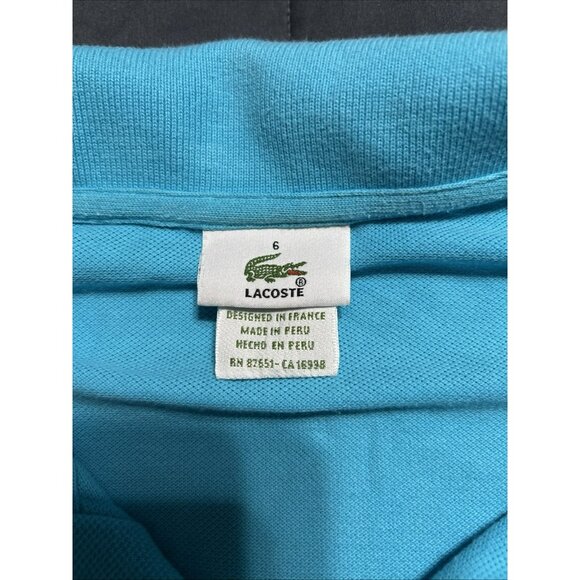 6
LACOSTE
®
DESIGNED IN FRANCE
MADE IN PERU
HECHO EN PERU
RN 87651-CA16998